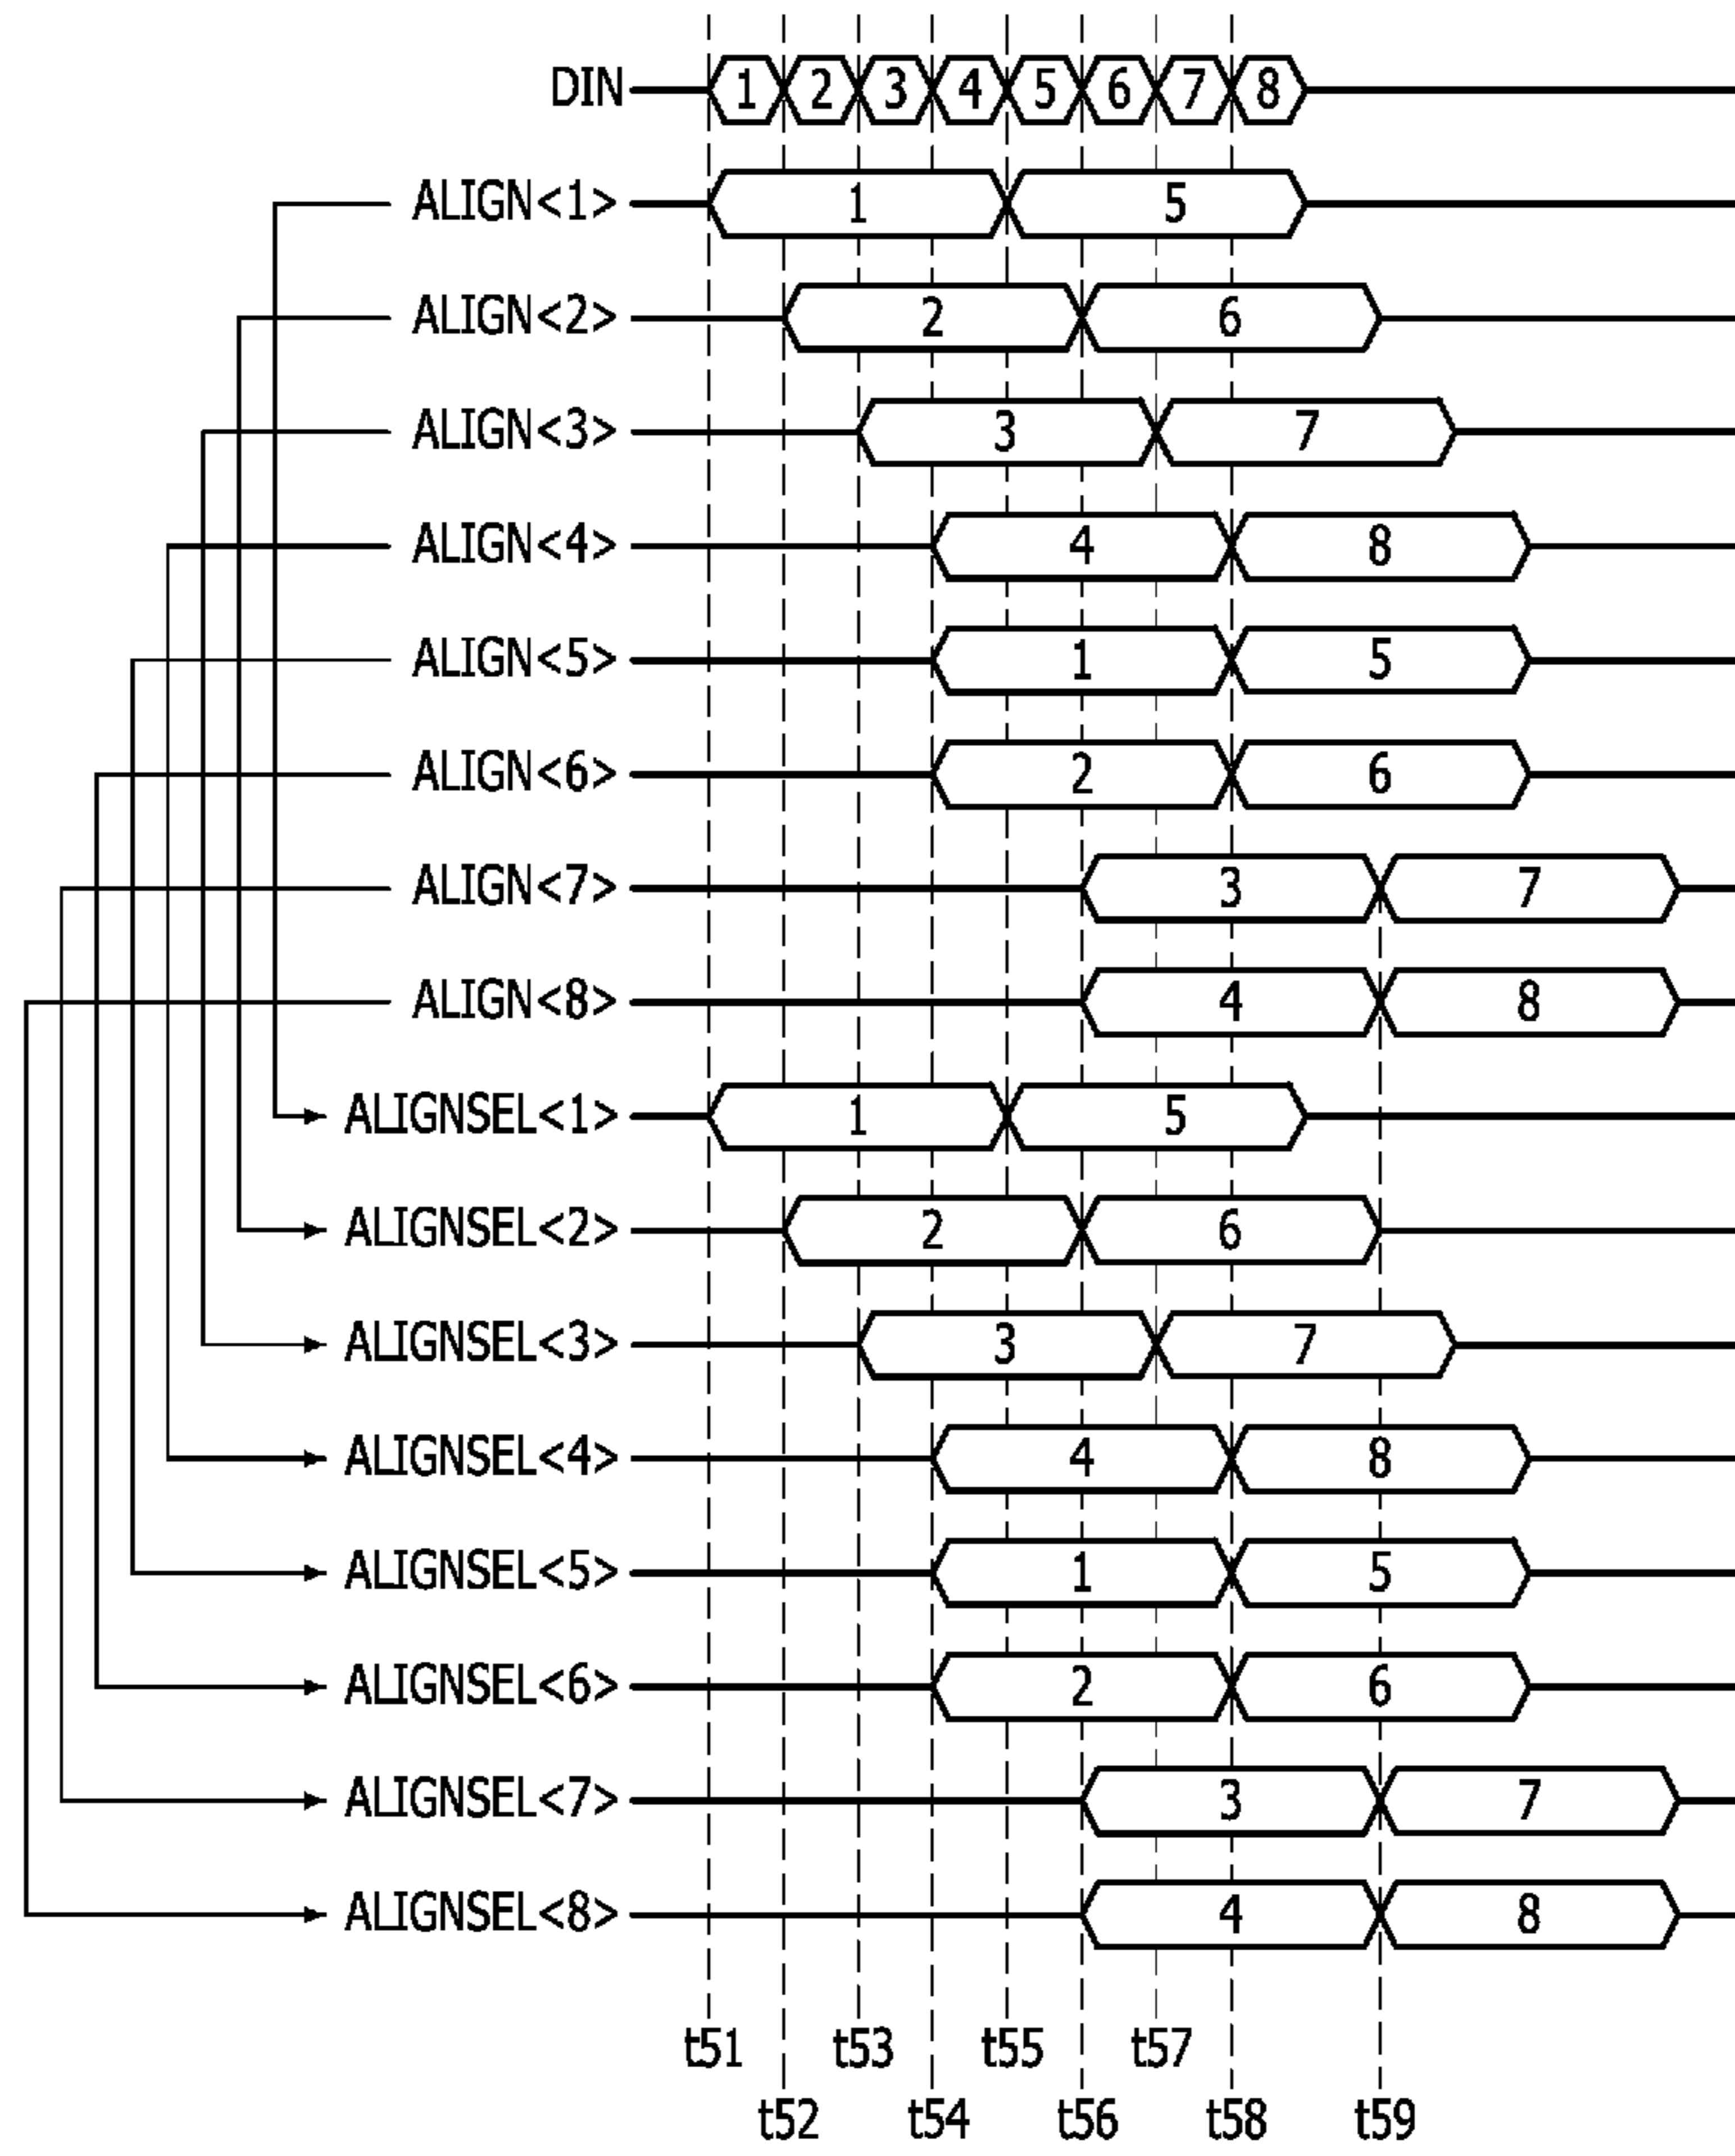 DIN 1 2 3 4 5 6 7 8
ALIGN<1> 1 5
ALIGN<2> 2 6
ALIGN<3> 3 7
ALIGN<4> 4 8
ALIGN<5> 1 5
ALIGN<6> 2 6
ALIGN<7> 3 7
ALIGN<8> 4 8
ALIGNSEL<1> 1 5
ALIGNSEL<2> 2 6
ALIGNSEL<3> 3 7
ALIGNSEL<4> 4 8
ALIGNSEL<5> 1 5
ALIGNSEL<6> 2 6
ALIGNSEL<7> 3 7
ALIGNSEL<8> 4 8
t51 t53 t55 t57
t52 t54 t56 t58 t59